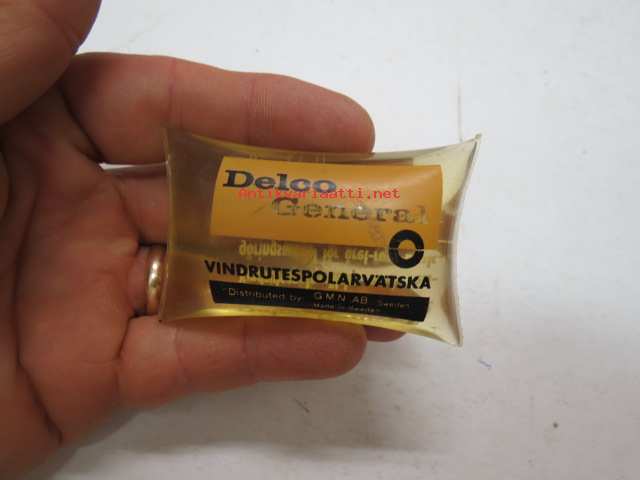 Delco
Antikvariaatti.net
General
O
VINDRUTESPOLARVÄTSKA
Distributed by: G.M.N. AB Sweden
Made in Sweden